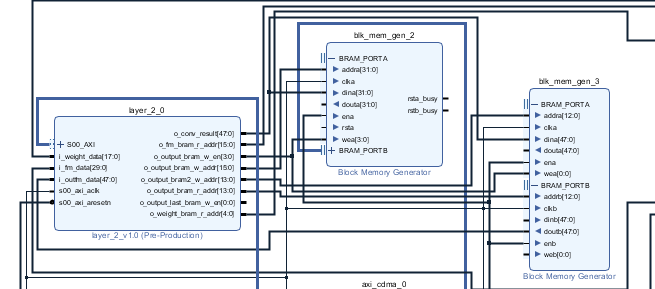 blk_mem_gen_2
BRAM_PORTA
addra[31:0]
clka
dina[31:0]
douta[31:0]
ena
rsta
wea[3:0]
BRAM_PORTB
rsta_busy
rstb_busy
Block Memory Generator
layer_2_0
S00_AXI
i_weight_data[17:0]
i_fm_data[29:0]
i_outfm_data[47:0]
s00_axi_aclk
s00_axi_aresetn
o_conv_result[47:0]
o_fm_bram_r_addr[15:0]
o_output_bram_w_en[3:0]
o_output_bram_w_addr[15:0]
o_output_bram2_w_addr[13:0]
o_output_bram_r_addr[13:0]
o_output_last_bram_w_en[0:0]
o_weight_bram_r_addr[4:0]
layer_2_v1.0 (Pre-Production)
blk_mem_gen_3
BRAM_PORTA
addra[12:0]
clka
dina[47:0]
douta[47:0]
ena
wea[0:0]
BRAM_PORTB
addrb[12:0]
clkb
dinb[47:0]
doutb[47:0]
enb
web[0:0]
Block Memory Generator
axi_cdma_0